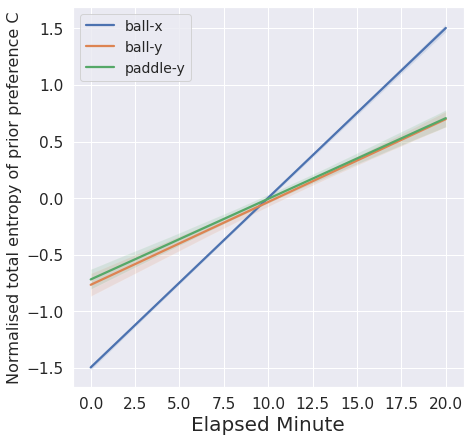 Normalised total entropy of prior preference C
ball-x
ball-y
paddle-y
1.5
1.0
0.5
0.0
−0.5
−1.0
−1.5
0.0 2.5 5.0 7.5 10.0 12.5 15.0 17.5 20.0
Elapsed Minute